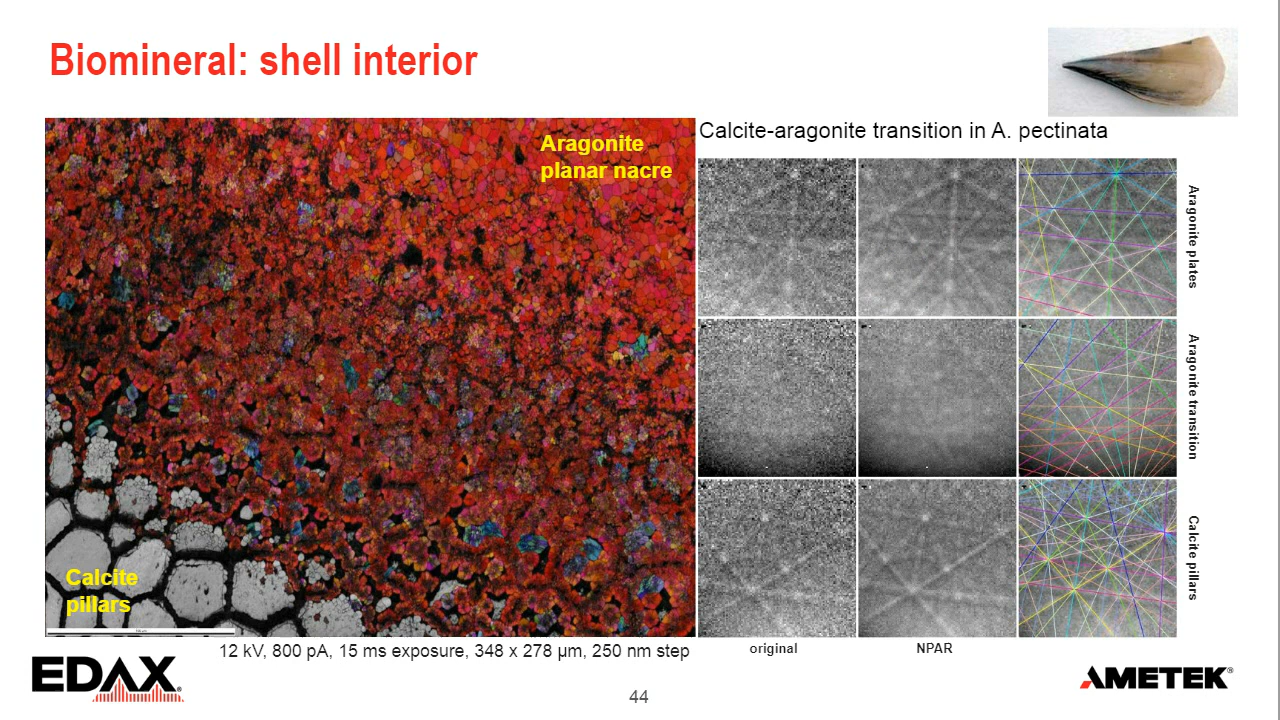 Biomineral: shell interior
Aragonite
planar nacre
Calcite-aragonite transition in A. pectinata
Aragonite plates
Aragonite transition
Calcite pillars
Calcite
pillars
original
NPAR
12 kV, 800 pA, 15 ms exposure, 348 x 278 µm, 250 nm step
EDAX
44
AMETEK®